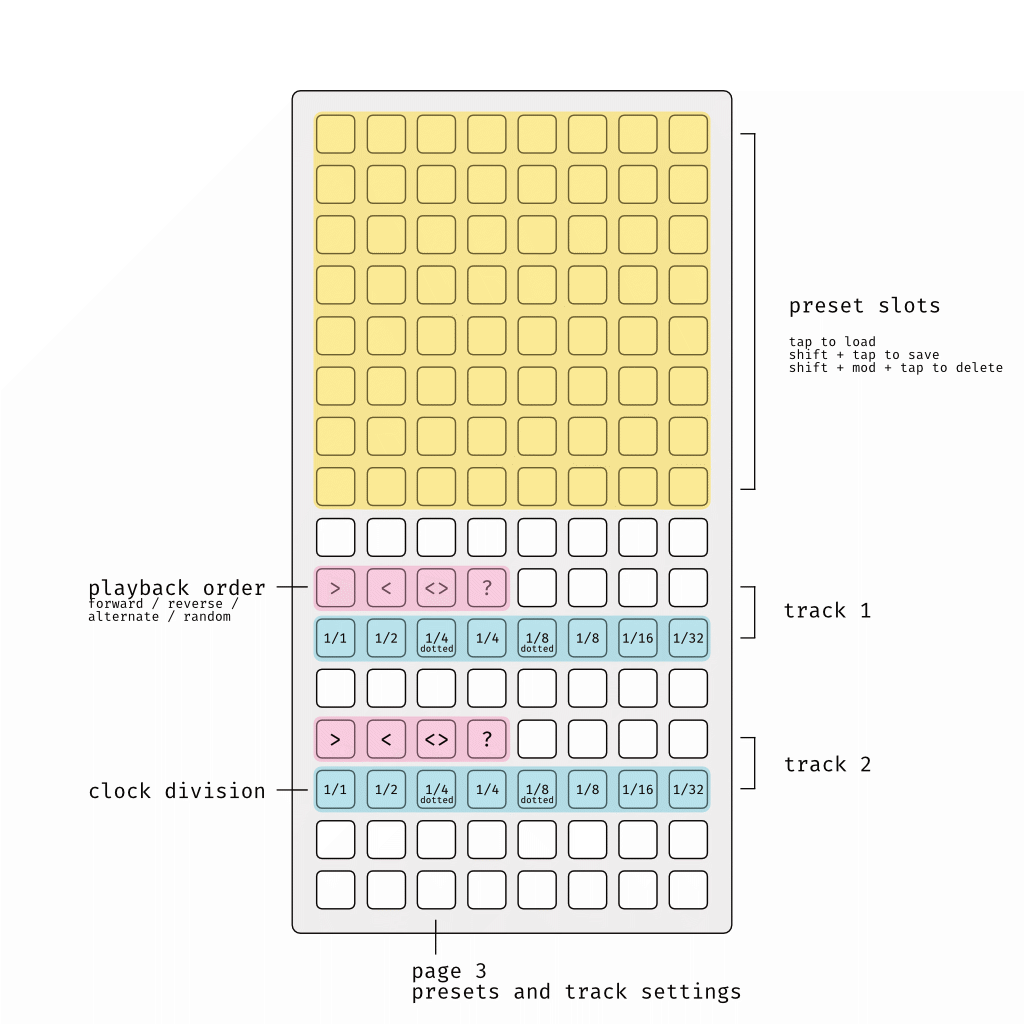 preset slots
tap to load
shift + tap to save
shift + mod + tap to delete
playback order
forward / reverse /
alternate / random
> < <> ?
track 1
1/1 1/2 1/4 dotted 1/4 1/8 dotted 1/8 1/16 1/32
> < <> ?
track 2
clock division
1/1 1/2 1/4 dotted 1/4 1/8 dotted 1/8 1/16 1/32
page 3
presets and track settings